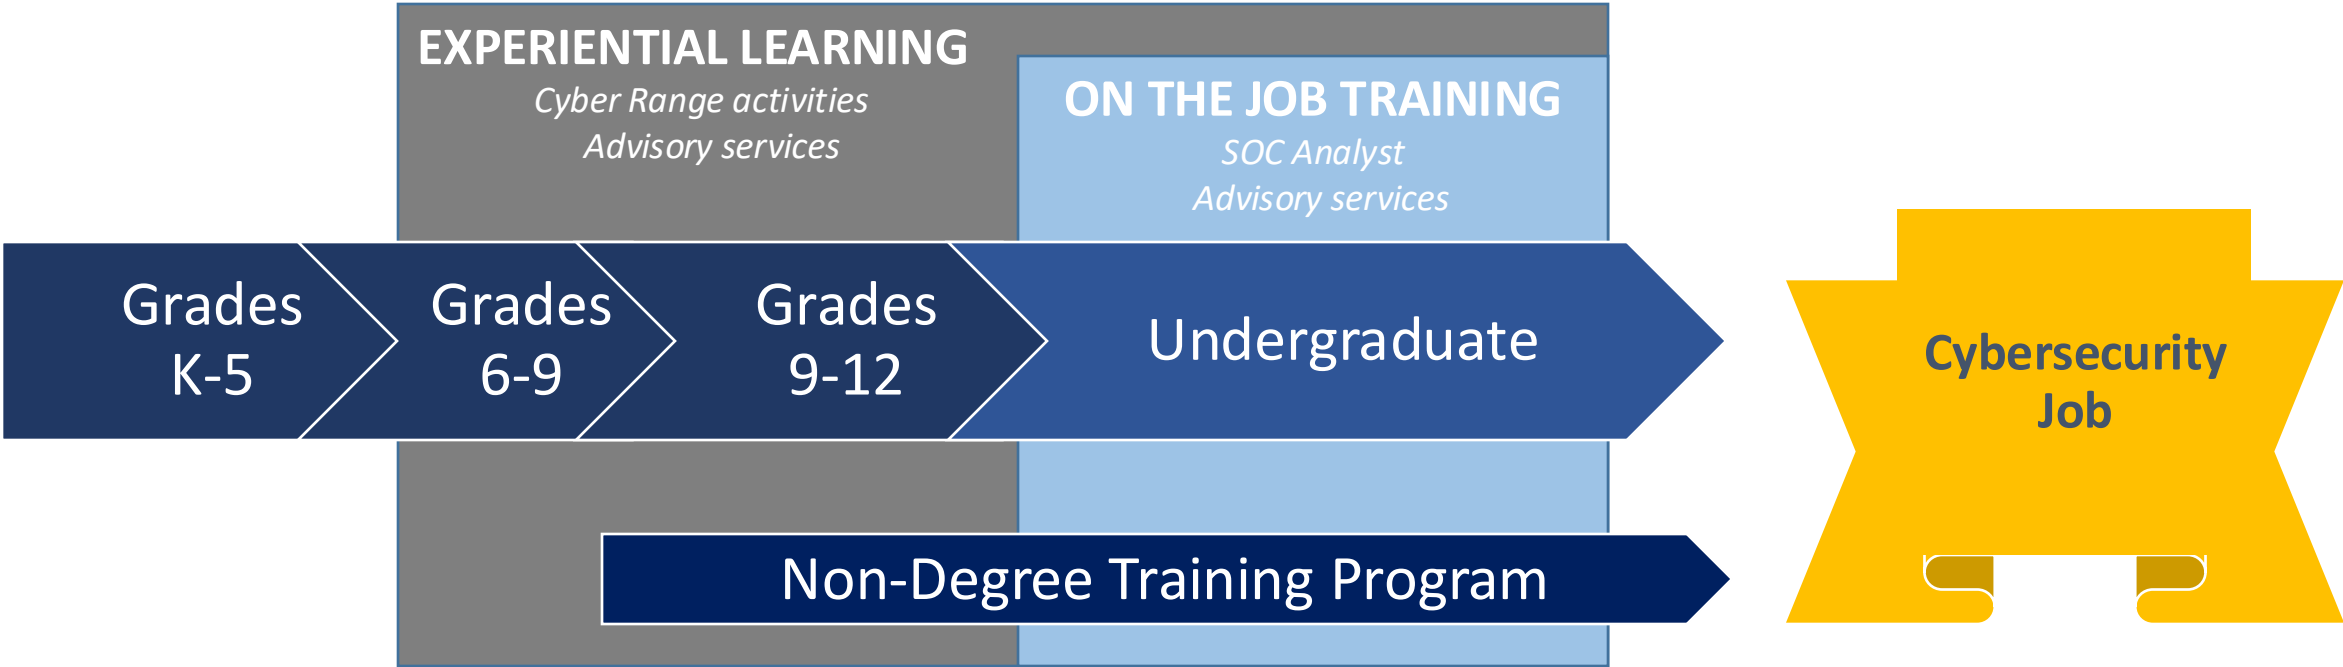 EXPERIENTIAL LEARNING
Cyber Range activities
Advisory services
ON THE JOB TRAINING
SOC Analyst
Advisory services
Grades
K-5
Grades
6-9
Grades
9-12
Undergraduate
Non-Degree Training Program
Cybersecurity
Job